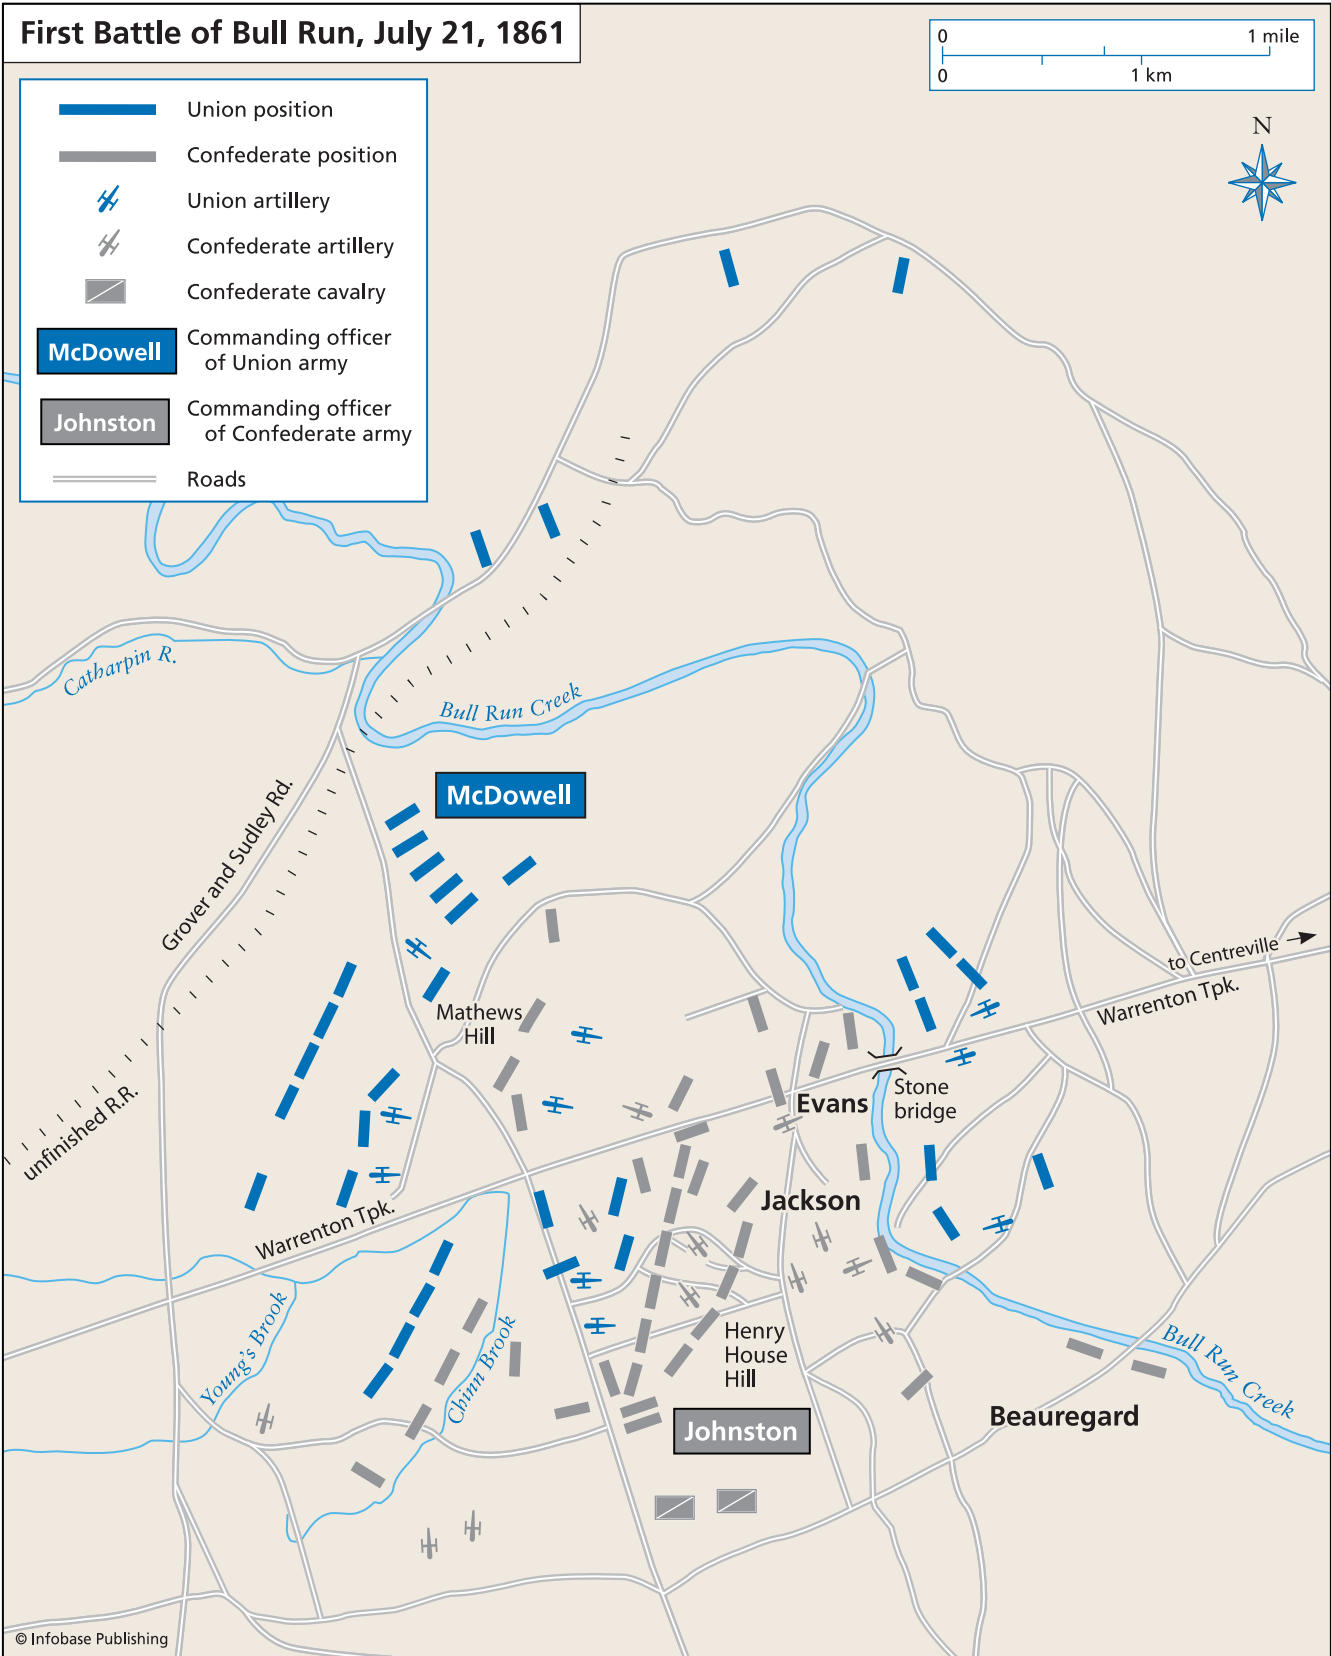 First Battle of Bull Run, July 21, 1861
0 1 mile
0 1 km
N
Union position
Confederate position
Union artillery
Confederate artillery
Confederate cavalry
McDowell
Commanding officer
of Union army
Johnston
Commanding officer
of Confederate army
Roads
Catharpin R.
Bull Run Creek
McDowell
Grover and Sudley Rd.
to Centreville
Warrenton Tpk.
Mathews
Hill
Stone
bridge
Evans
unfinished R.R.
Jackson
Warrenton Tpk.
Young's Brook
Chinn Brook
Henry
House
Hill
Bull Run Creek
Beauregard
Johnston
© Infobase Publishing